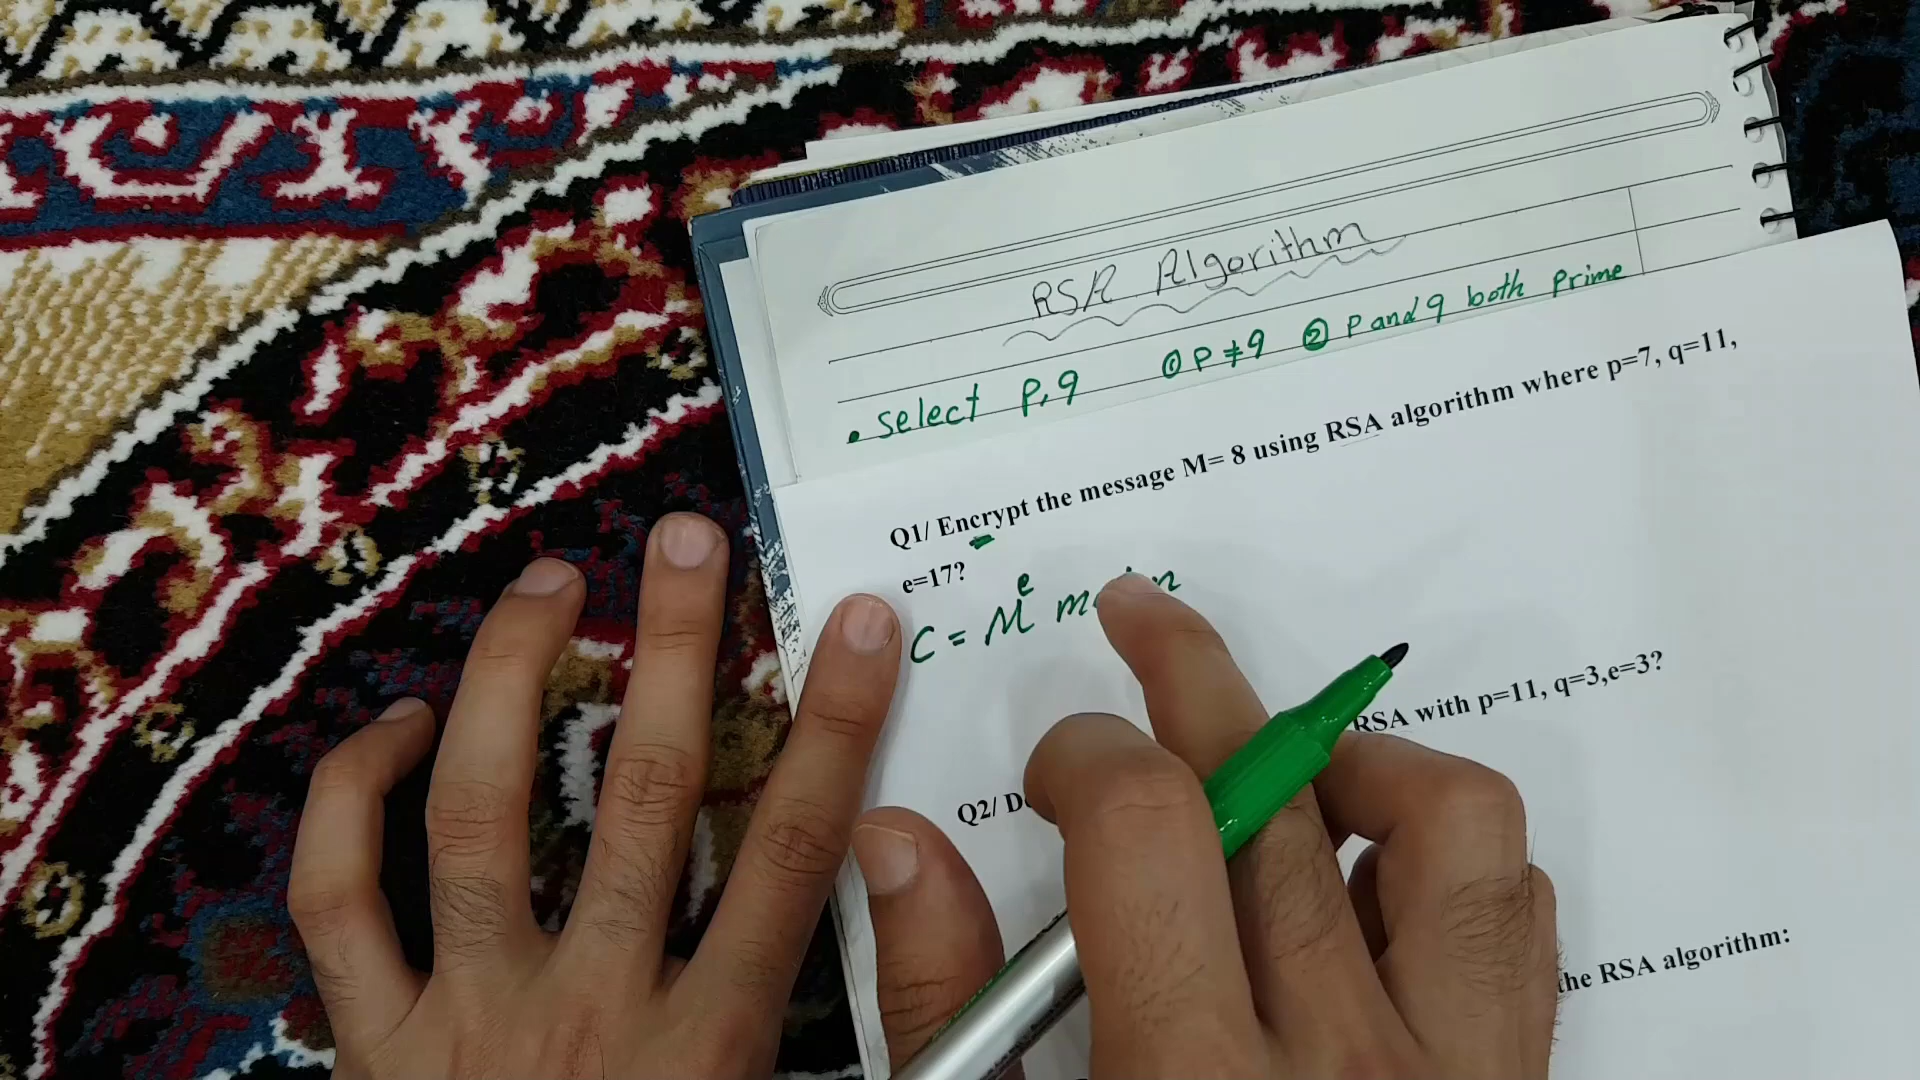 RSA Algorithm
• select P, q ① P ≠ q ② P and q both Prime
Q1/ Encrypt the message M= 8 using RSA algorithm where p=7, q=11,
e=17?
C = M^e mod n
RSA with p=11, q=3,e=3?
Q2/
the RSA algorithm: